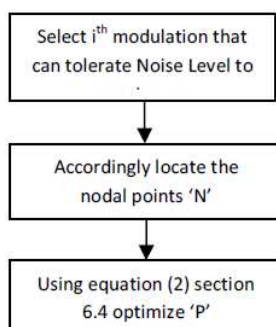 Select ith modulation that
can tolerate Noise Level to
.
Accordingly locate the
nodal points ‘N’
Using equation (2) section
6.4 optimize ‘P’